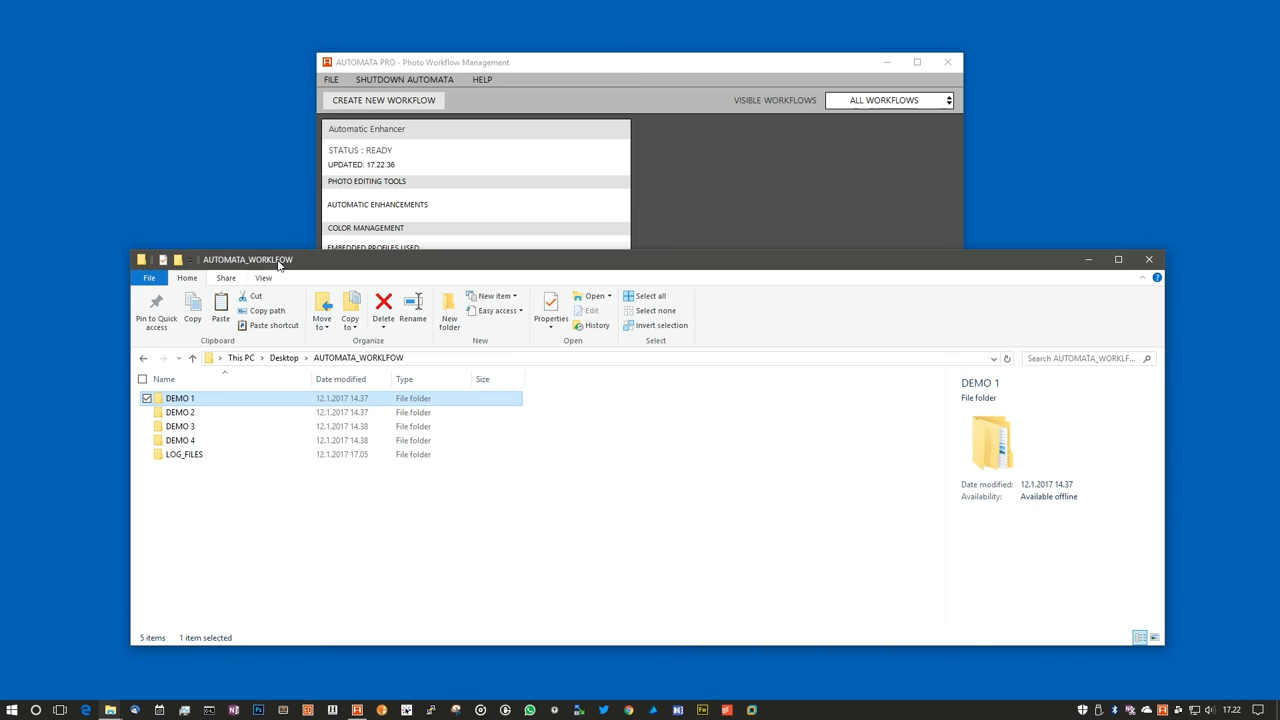 AUTOMATA PRO - Photo Workflow Management
FILE SHUTDOWN AUTOMATA HELP
CREATE NEW WORKFLOW VISIBLE WORKFLOWS ALL WORKFLOWS
Automatic Enhancer
STATUS : READY
UPDATED: 17.22.36
PHOTO EDITING TOOLS
AUTOMATIC ENHANCEMENTS
COLOR MANAGEMENT
EMBEDDED PROFILES USED
AUTOMATA_WORKLFOW
File Home Share View
Pin to Quick access Copy Paste Cut Copy path Paste shortcut Move to Copy to Delete Rename New folder New item Easy access Properties Open Edit History Select all Select none Invert selection
Clipboard Organize New Open Select
This PC > Desktop > AUTOMATA_WORKLFOW Search AUTOMATA_WORKLF...
Name Date modified Type Size
DEMO 1 12.1.2017 14.37 File folder
DEMO 2 12.1.2017 14.37 File folder
DEMO 3 12.1.2017 14.38 File folder
DEMO 4 12.1.2017 14.38 File folder
LOG_FILES 12.1.2017 17.05 File folder
DEMO 1
File folder
Date modified: 12.1.2017 14.37
Availability: Available offline
5 items 1 item selected
17.22